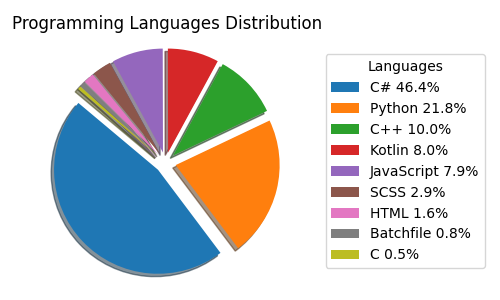 Programming Languages Distribution
Languages
C# 46.4%
Python 21.8%
C++ 10.0%
Kotlin 8.0%
JavaScript 7.9%
SCSS 2.9%
HTML 1.6%
Batchfile 0.8%
C 0.5%